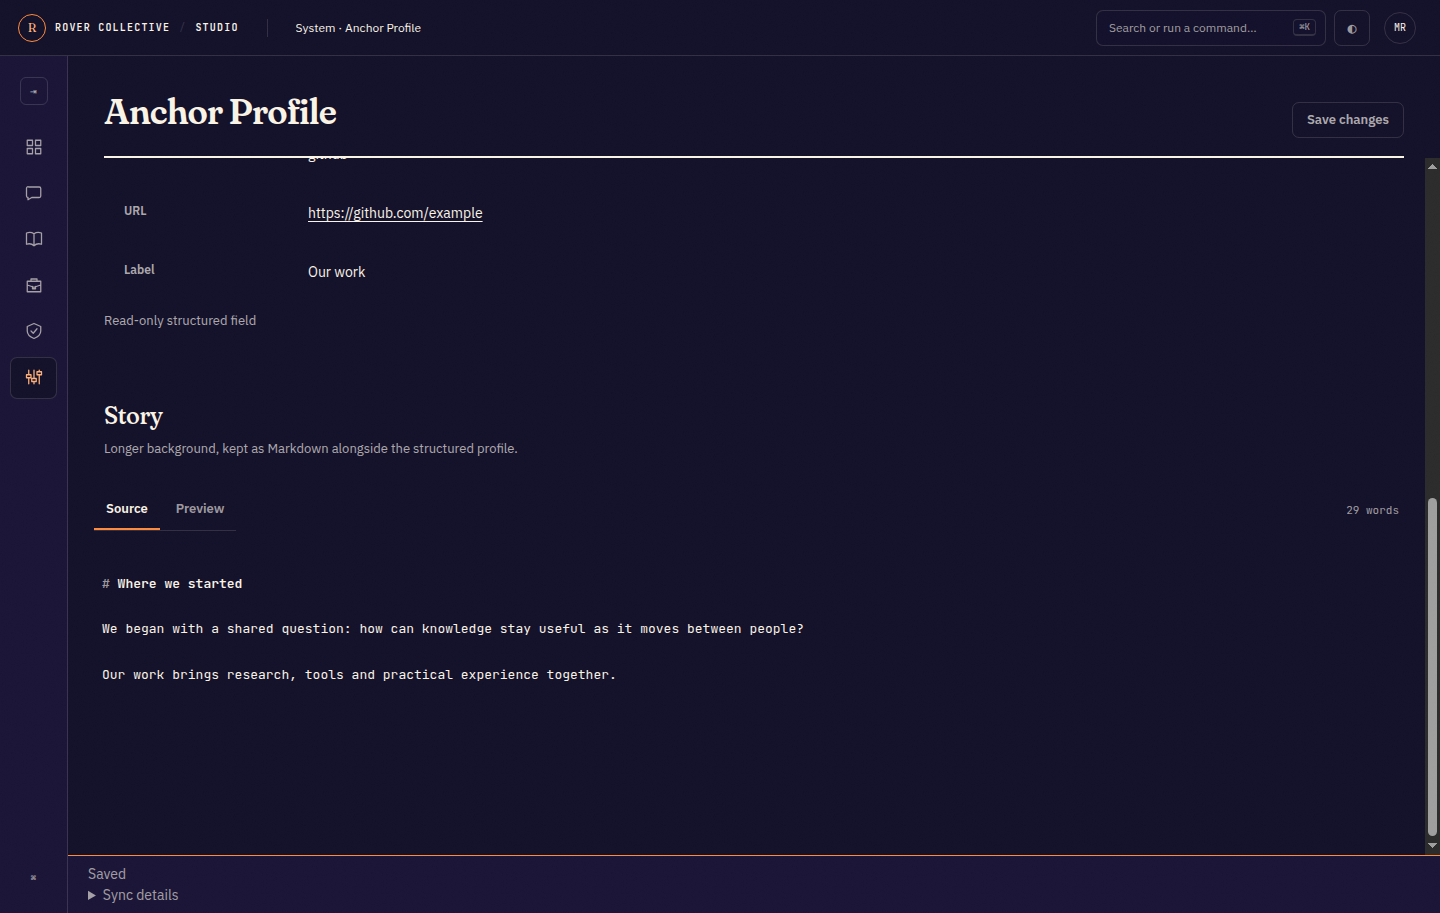 R ROVER COLLECTIVE / STUDIO
System · Anchor Profile
Search or run a command... ⌘K
MR
Anchor Profile
Save changes
URL
https://github.com/example
Label
Our work
Read-only structured field
Story
Longer background, kept as Markdown alongside the structured profile.
Source Preview
29 words
# Where we started
We began with a shared question: how can knowledge stay useful as it moves between people?
Our work brings research, tools and practical experience together.
⌘
Saved
▶ Sync details